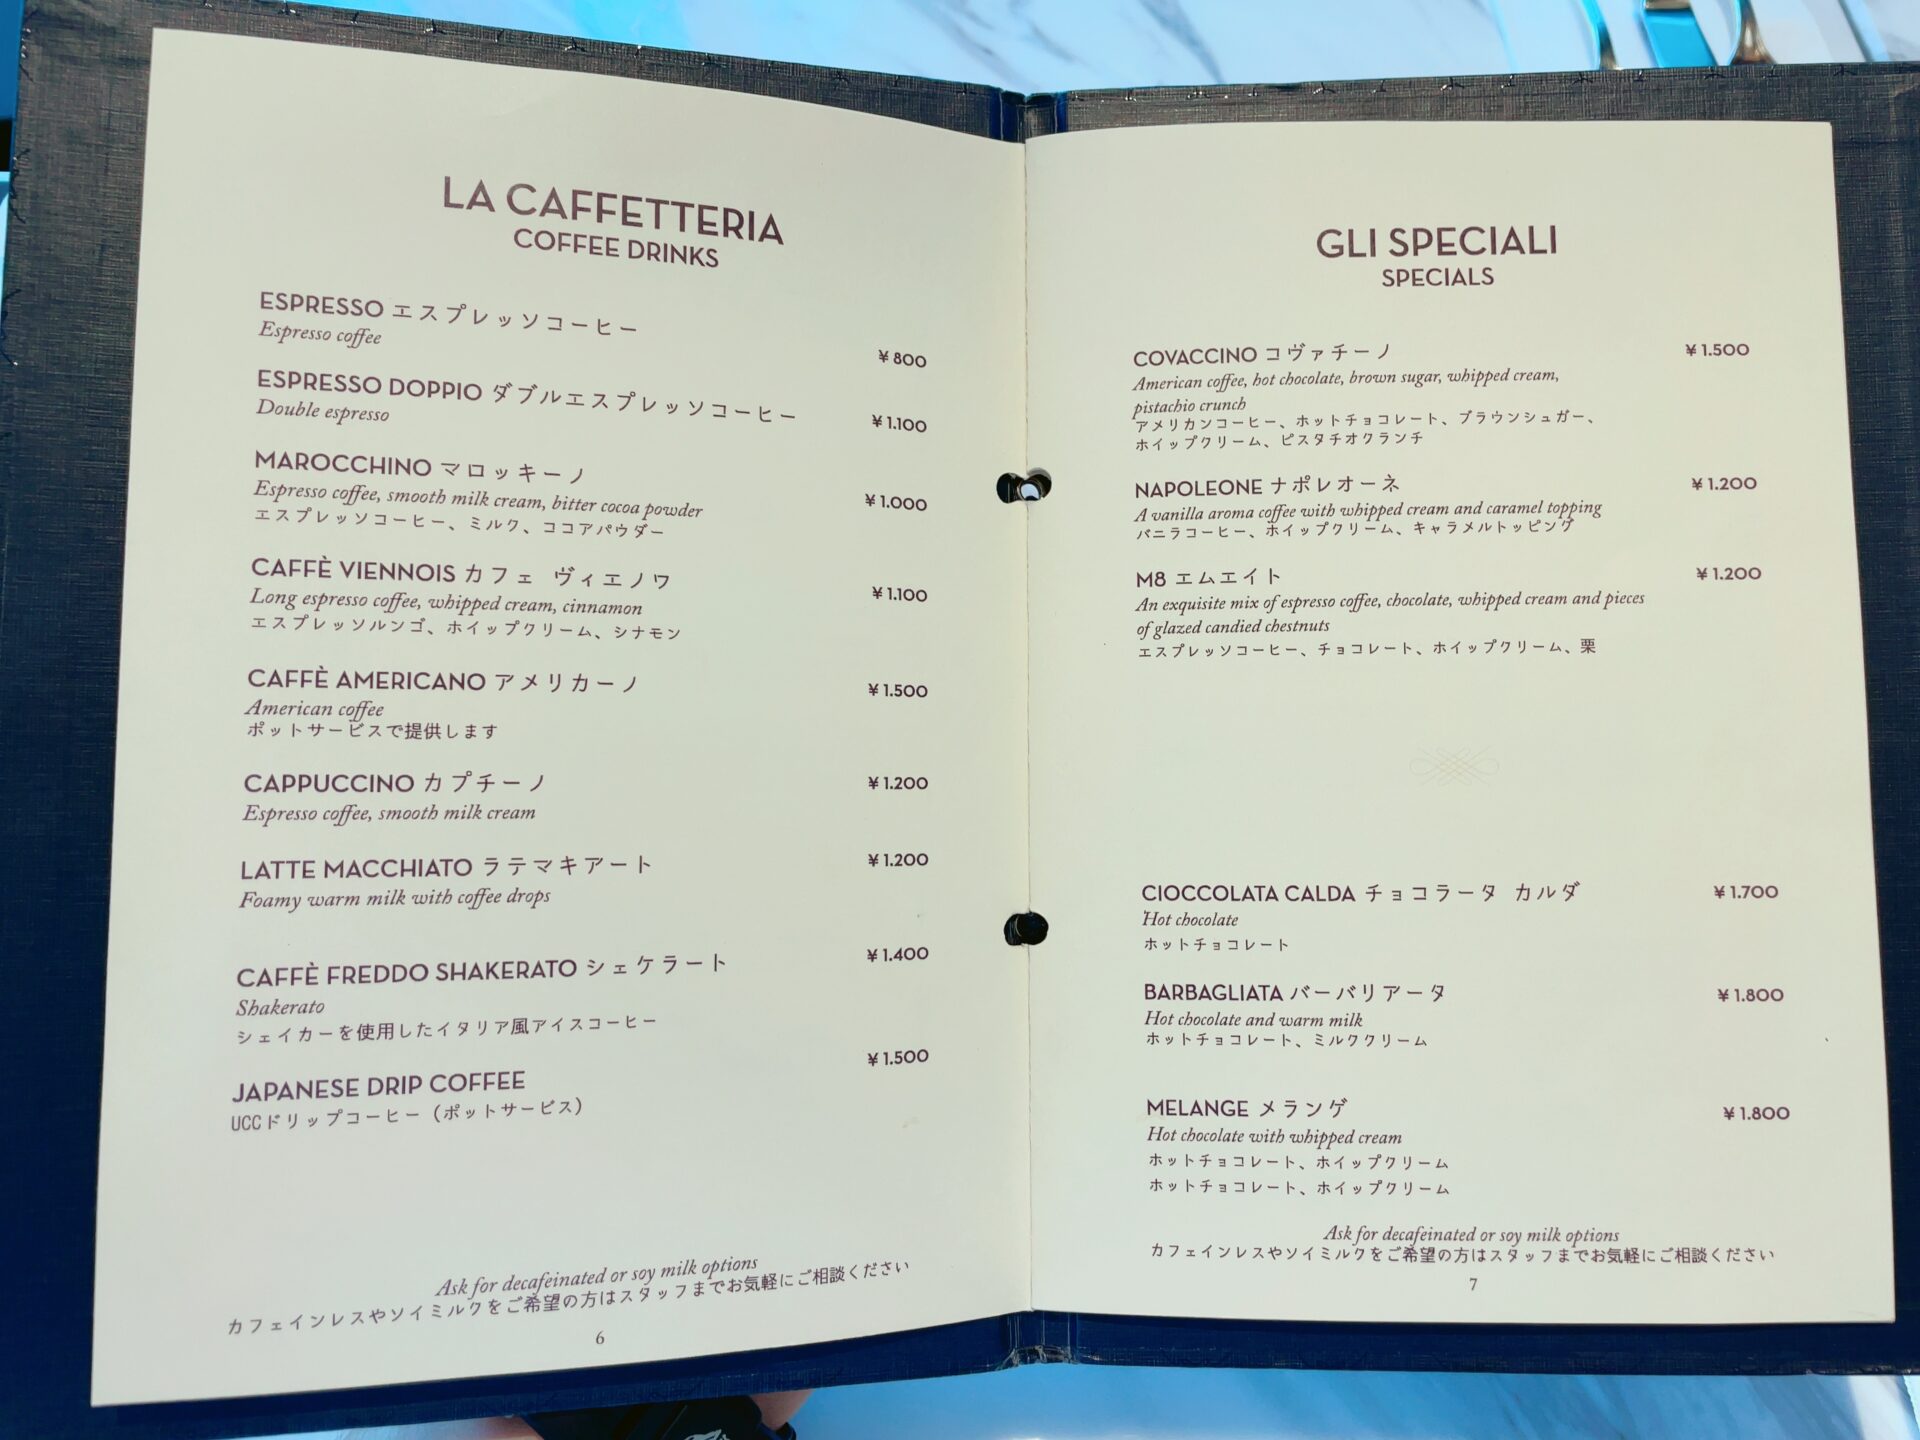 LA CAFFETTERIA
COFFEE DRINKS
ESPRESSO エスプレッソコーヒー
Espresso coffee
¥ 800
ESPRESSO DOPPIO ダブルエスプレッソコーヒー
Double espresso
¥ 1.100
MAROCCHINO マロッキーノ
Espresso coffee, smooth milk cream, bitter cocoa powder
エスプレッソコーヒー、ミルク、ココアパウダー
¥ 1.000
CAFFÈ VIENNOIS カフェ ヴィエノワ
Long espresso coffee, whipped cream, cinnamon
エスプレッソルンゴ、ホイップクリーム、シナモン
¥ 1.100
CAFFÈ AMERICANO アメリカーノ
American coffee
ポットサービスで提供します
¥ 1.500
CAPPUCCINO カプチーノ
Espresso coffee, smooth milk cream
¥ 1.200
LATTE MACCHIATO ラテマキアート
Foamy warm milk with coffee drops
¥ 1.200
CAFFÈ FREDDO SHAKERATO シェケラート
Shakerato
シェイカーを使用したイタリア風アイスコーヒー
¥ 1.400
JAPANESE DRIP COFFEE
UCCドリップコーヒー（ポットサービス）
¥ 1.500
Ask for decafeinated or soy milk options
カフェインレスやソイミルクをご希望の方はスタッフまでお気軽にご相談ください
6
GLI SPECIALI
SPECIALS
COVACCINO コヴァチーノ
¥ 1.500
American coffee, hot chocolate, brown sugar, whipped cream,
pistachio crunch
アメリカンコーヒー、ホットチョコレート、ブラウンシュガー、
ホイップクリーム、ピスタチオクランチ
NAPOLEONE ナポレオーネ
¥ 1.200
A vanilla aroma coffee with whipped cream and caramel topping
バニラコーヒー、ホイップクリーム、キャラメルトッピング
M8 エムエイト
¥ 1.200
An exquisite mix of espresso coffee, chocolate, whipped cream and pieces
of glazed candied chestnuts
エスプレッソコーヒー、チョコレート、ホイップクリーム、栗
CIOCCOLATA CALDA チョコラータ カルダ
¥ 1.700
Hot chocolate
ホットチョコレート
BARBAGLIATA バーバリアータ
¥ 1.800
Hot chocolate and warm milk
ホットチョコレート、ミルククリーム
MELANGE メランゲ
¥ 1.800
Hot chocolate with whipped cream
ホットチョコレート、ホイップクリーム
ホットチョコレート、ホイップクリーム
Ask for decafeinated or soy milk options
カフェインレスやソイミルクをご希望の方はスタッフまでお気軽にご相談ください
7